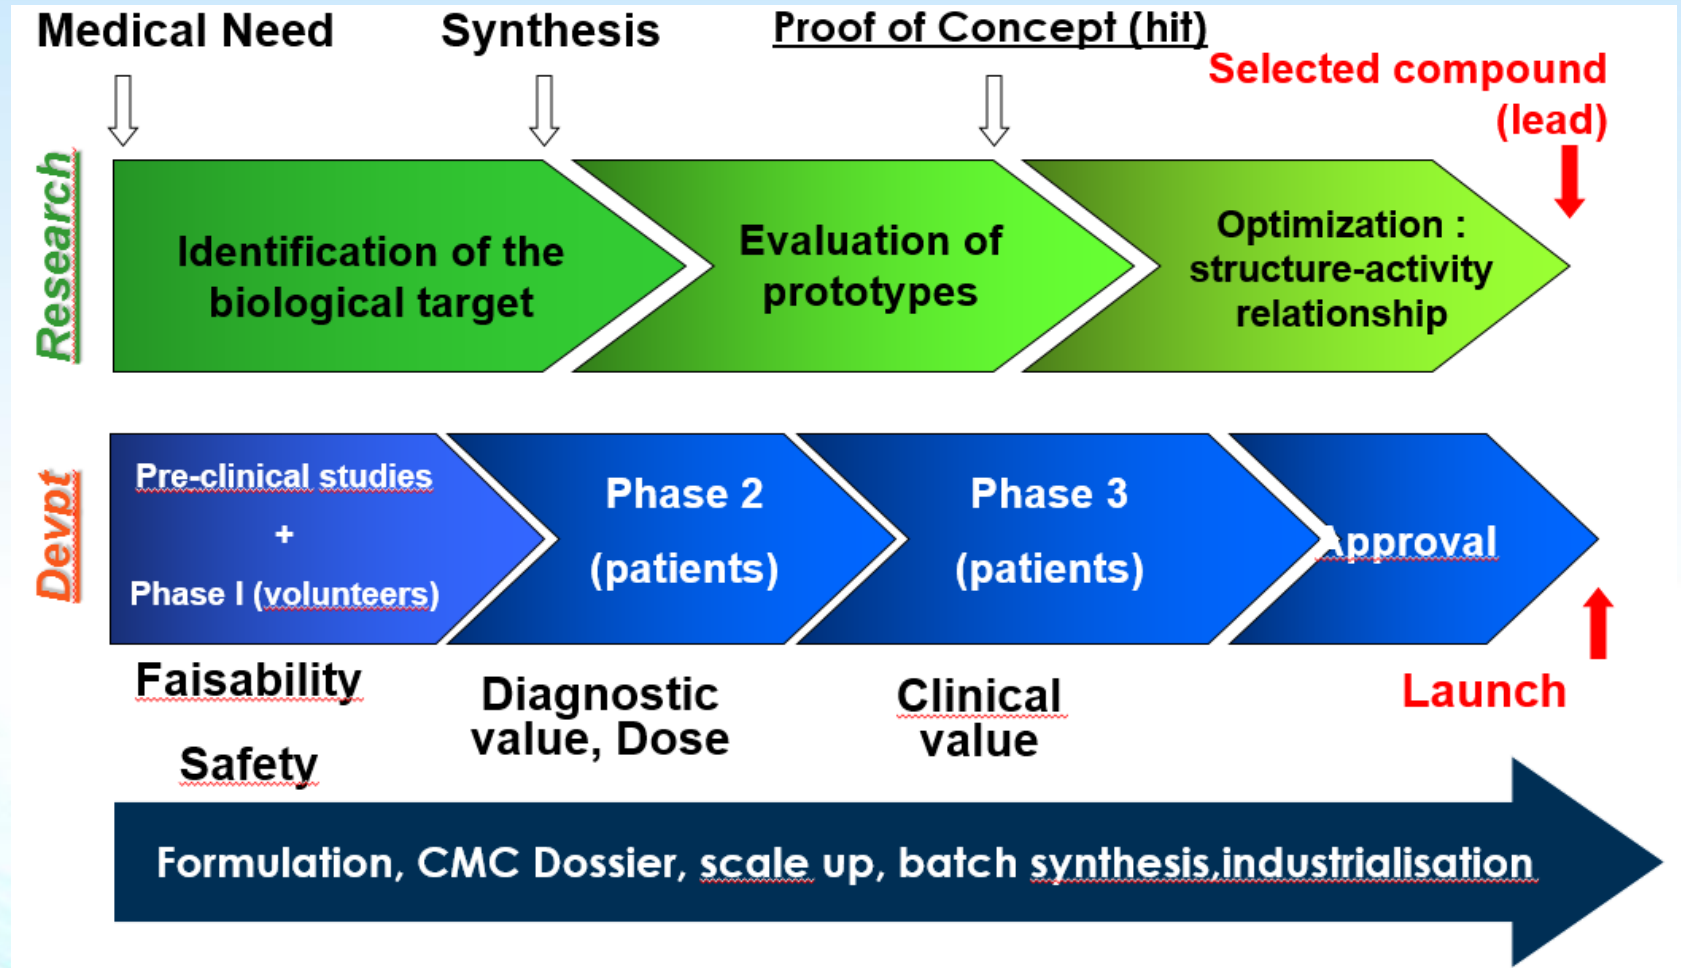 Medical Need
Synthesis
Proof of Concept (hit)
Selected compound
(lead)
Research
Identification of the
biological target
Evaluation of
prototypes
Optimization :
structure-activity
relationship
Devpt
Pre-clinical studies
+
Phase I (volunteers)
Phase 2
(patients)
Phase 3
(patients)
Approval
Faisability
Safety
Diagnostic
value, Dose
Clinical
value
Launch
Formulation, CMC Dossier, scale up, batch synthesis,industrialisation